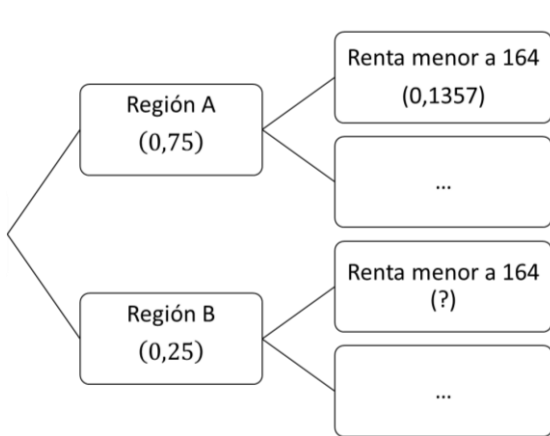 Región A
(0,75)
Renta menor a 164
(0,1357)
...
Región B
(0,25)
Renta menor a 164
(?)
...